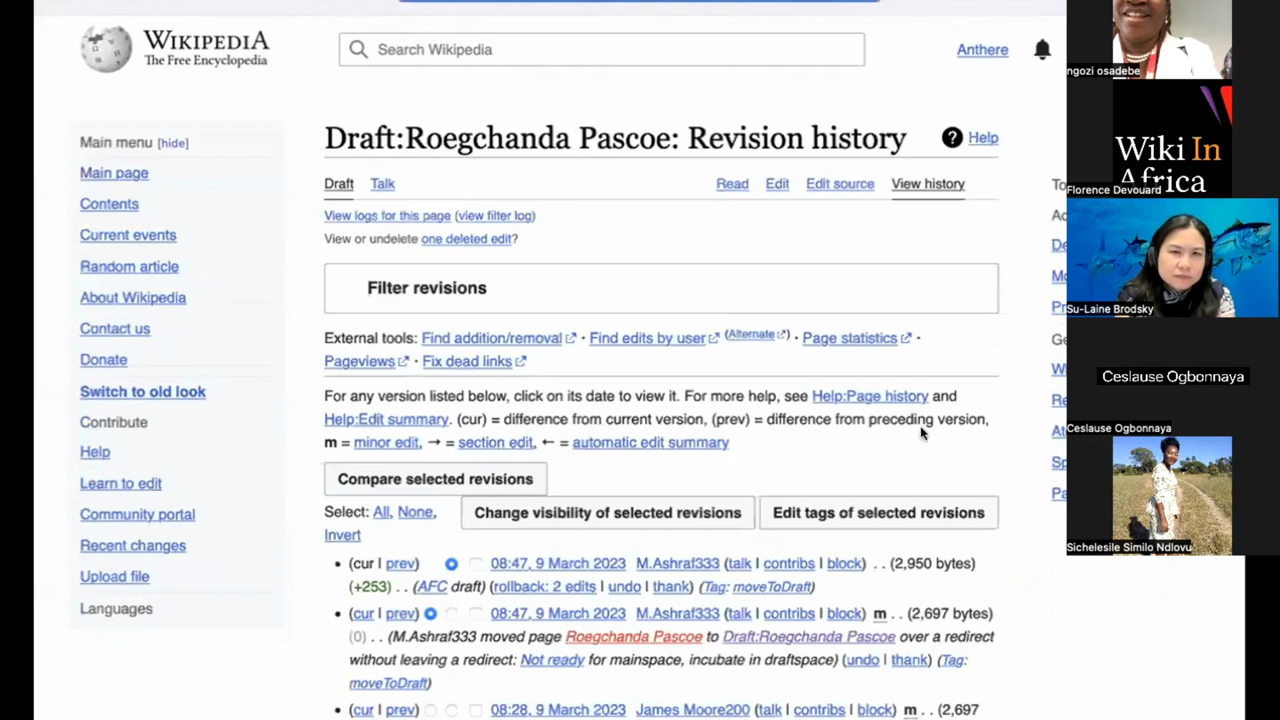 WIKIPEDIA
The Free Encyclopedia
Search Wikipedia
Anthere
Main menu [hide]
Main page
Contents
Current events
Random article
About Wikipedia
Contact us
Donate
Switch to old look
Contribute
Help
Learn to edit
Community portal
Recent changes
Upload file
Languages
Draft:Roegchanda Pascoe: Revision history
? Help
Draft Talk Read Edit Edit source View history
View logs for this page (view filter log)
View or undelete one deleted edit?
Filter revisions
External tools: Find addition/removal · Find edits by user (Alternate) · Page statistics ·
Pageviews · Fix dead links
For any version listed below, click on its date to view it. For more help, see Help:Page history and
Help:Edit summary. (cur) = difference from current version, (prev) = difference from preceding version,
m = minor edit, → = section edit, ← = automatic edit summary
Compare selected revisions
Select: All, None,
Invert
Change visibility of selected revisions
Edit tags of selected revisions
• (cur | prev) 08:47, 9 March 2023 M.Ashraf333 (talk | contribs | block) . . (2,950 bytes)
(+253) . . (AFC draft) (rollback: 2 edits | undo | thank) (Tag: moveToDraft)
• (cur | prev) 08:47, 9 March 2023 M.Ashraf333 (talk | contribs | block) m . . (2,697 bytes)
(0) . . (M.Ashraf333 moved page Roegchanda Pascoe to Draft:Roegchanda Pascoe over a redirect
without leaving a redirect: Not ready for mainspace, incubate in draftspace) (undo | thank) (Tag:
moveToDraft)
• (cur | prev) 08:28, 9 March 2023 James Moore200 (talk | contribs | block) m . . (2,697
ngozi osadebe
Wiki In
Africa
Florence Devouard
Su-Laine Brodsky
Ceslause Ogbonnaya
Ceslause Ogbonnaya
Sichelesile Similo Ndlovu